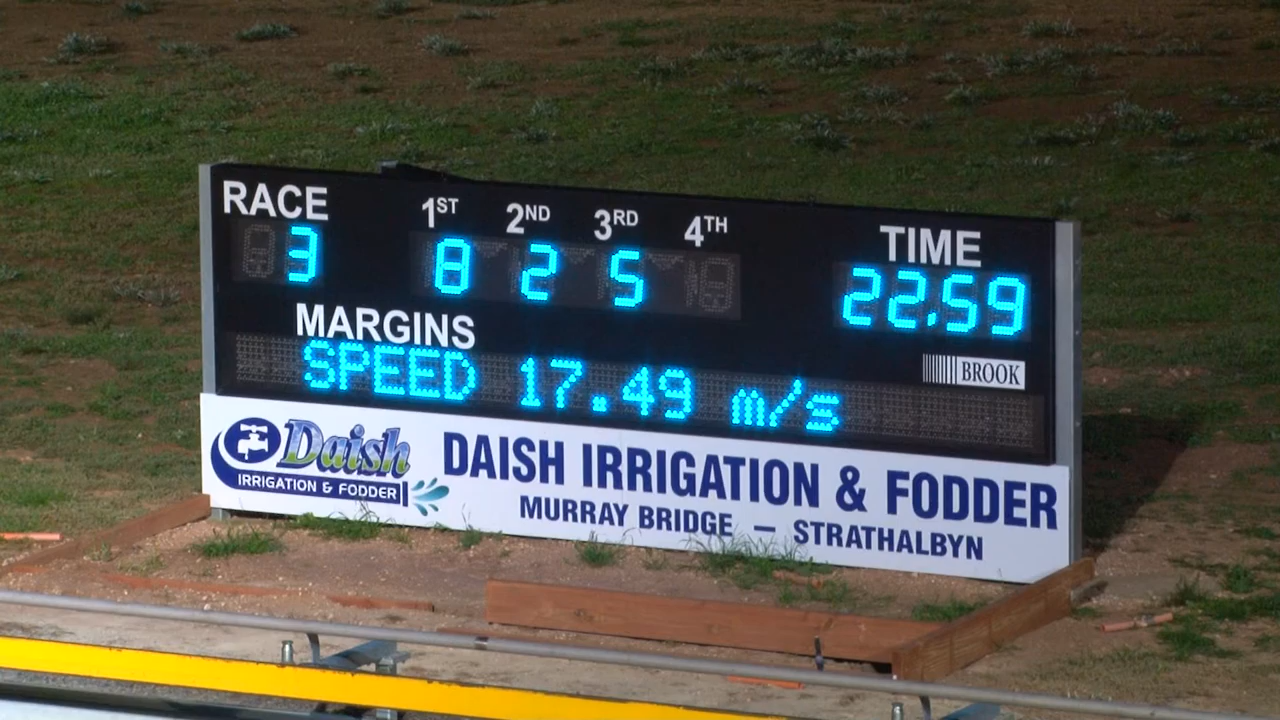 RACE 1ST 2ND 3RD 4TH TIME
3 8 2 5 22.59
MARGINS
BROOK
SPEED 17.49 m/s
Daish
IRRIGATION & FODDER
DAISH IRRIGATION & FODDER
MURRAY BRIDGE – STRATHALBYN